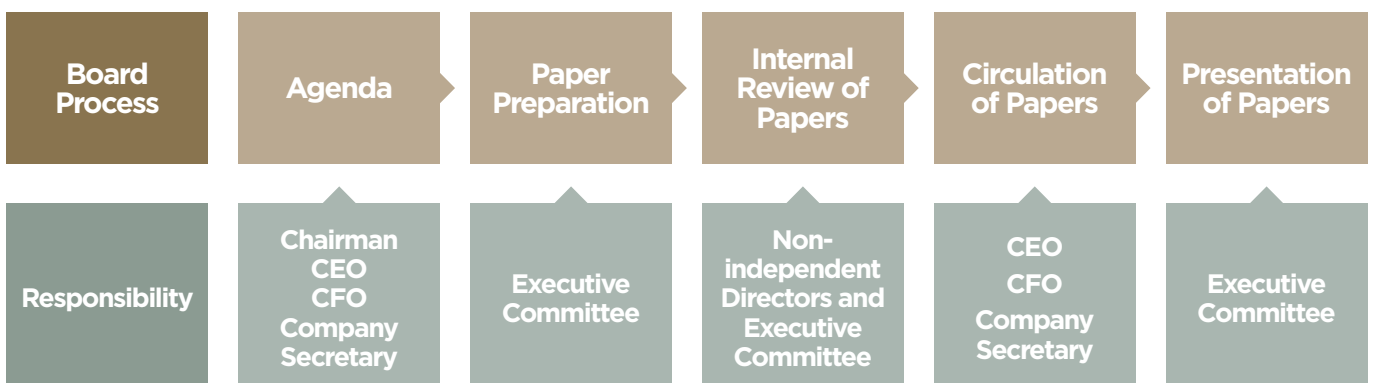 Board
Process
Agenda
Paper
Preparation
Internal
Review of
Papers
Circulation
of Papers
Presentation
of Papers
Responsibility
Chairman
CEO
CFO
Company
Secretary
Executive
Committee
Non-
independent
Directors and
Executive
Committee
CEO
CFO
Company
Secretary
Executive
Committee